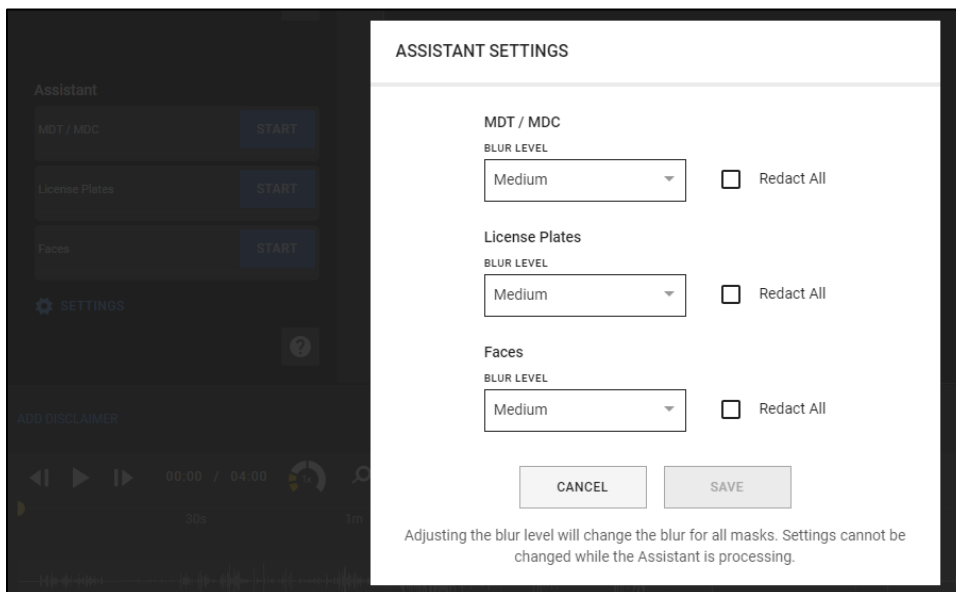 ASSISTANT SETTINGS
Assistant
MDT / MDC START
License Plates START
Faces START
SETTINGS
?
ADD DISCLAIMER
00:00 / 04:00 1s
30s 1m
MDT / MDC
BLUR LEVEL
Medium Redact All
License Plates
BLUR LEVEL
Medium Redact All
Faces
BLUR LEVEL
Medium Redact All
CANCEL SAVE
Adjusting the blur level will change the blur for all masks. Settings cannot be
changed while the Assistant is processing.